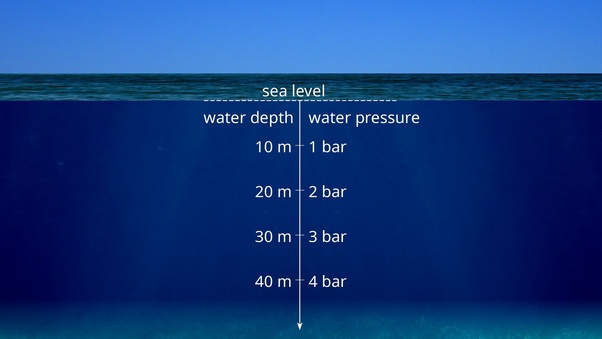 sea level
water depth water pressure
10 m 1 bar
20 m 2 bar
30 m 3 bar
40 m 4 bar